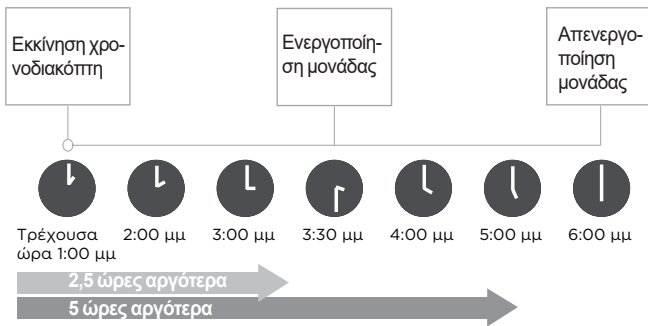 Εκκίνηση χρο-
νοδιακόπτη
Ενεργοποίη-
ση μονάδας
Απενεργο-
ποίηση
μονάδας
Τρέχουσα
ώρα 1:00 μμ
2:00 μμ
3:00 μμ
3:30 μμ
4:00 μμ
5:00 μμ
6:00 μμ
2,5 ώρες αργότερα
5 ώρες αργότερα